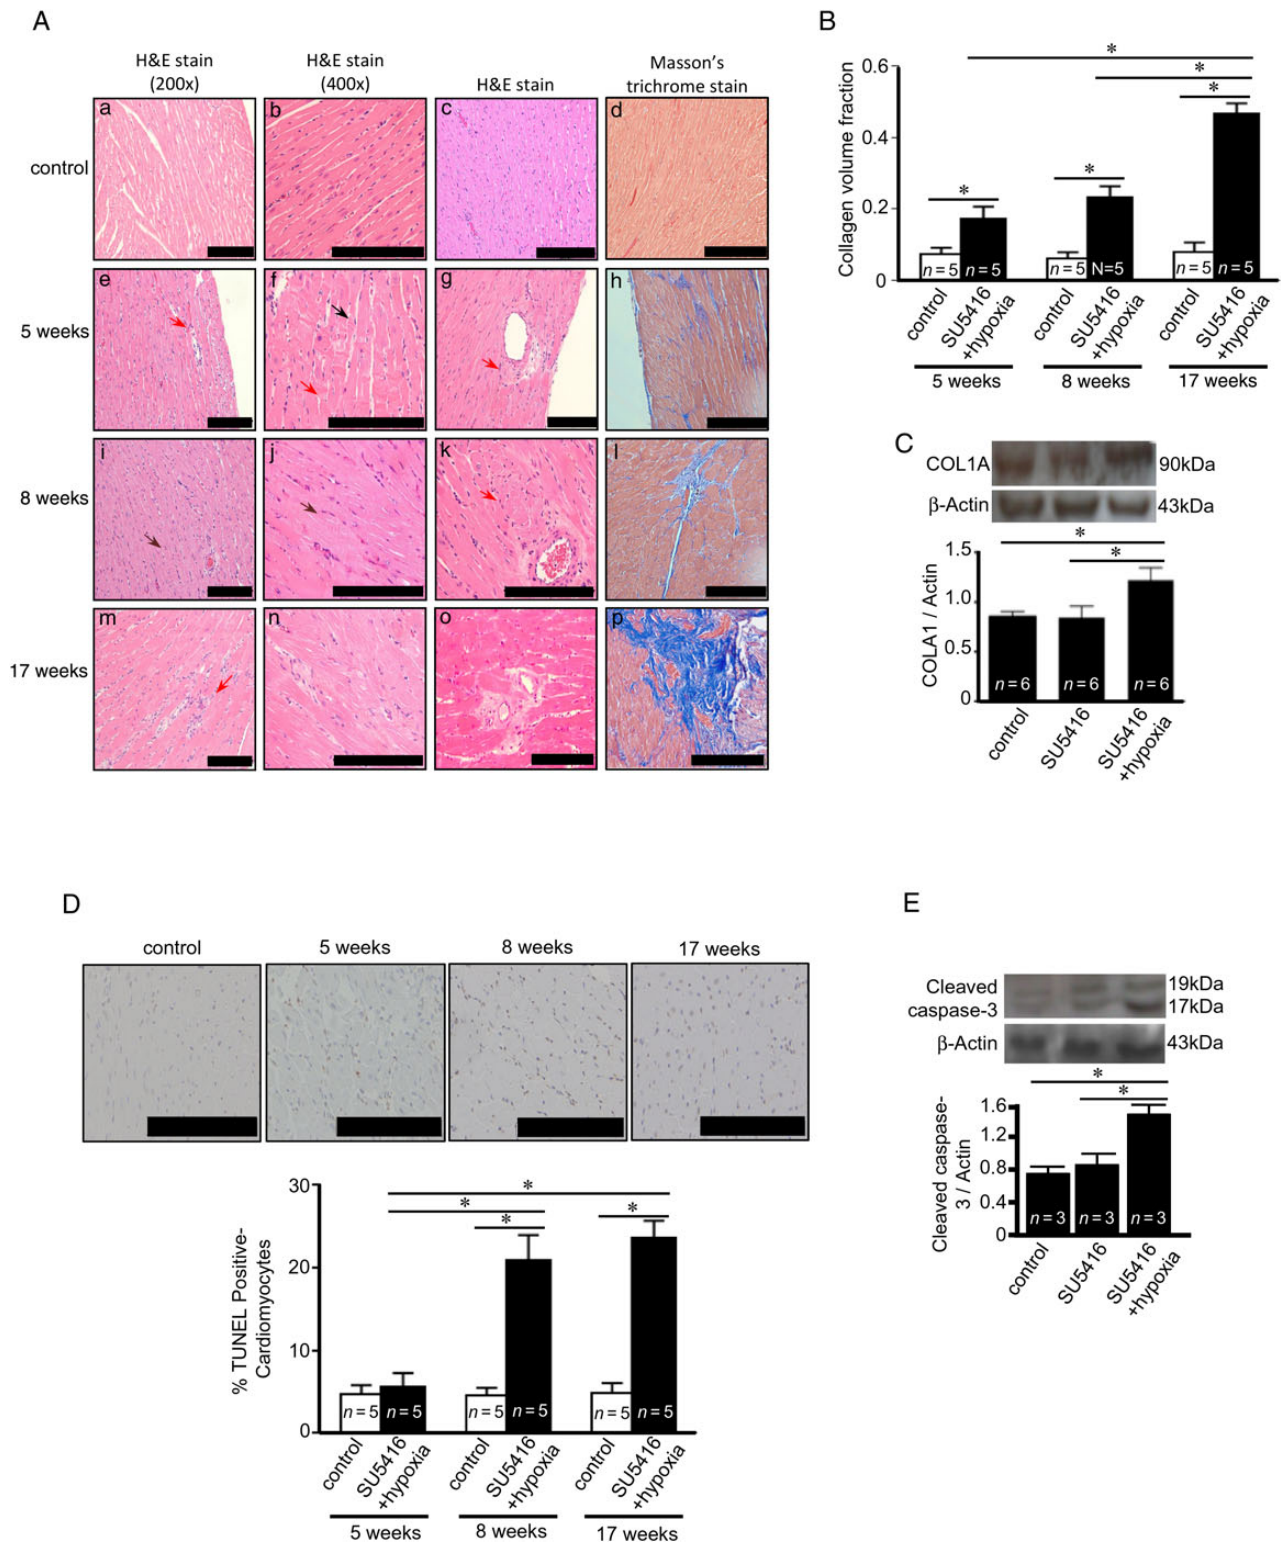 A
H&E stain
(200x)
H&E stain
(400x)
H&E stain
Masson's
trichrome stain
control
a
b
c
d
5 weeks
e
f
g
h
8 weeks
i
j
k
l
17 weeks
m
n
o
p
B
Collagen volume fraction
0.6
0.4
0.2
0
*
*
*
*
*
n = 5
n = 5
n = 5
N=5
n = 5
n = 5
control
SU5416
+hypoxia
control
SU5416
+hypoxia
control
SU5416
+hypoxia
5 weeks
8 weeks
17 weeks
C
COL1A
90kDa
β-Actin
43kDa
COLA1 / Actin
1.5
1.0
0.5
0
*
*
n = 6
n = 6
n = 6
control
SU5416
SU5416
+hypoxia
D
control
5 weeks
8 weeks
17 weeks
% TUNEL Positive-
Cardiomyocytes
30
20
10
0
*
*
*
*
n = 5
n = 5
n = 5
n = 5
n = 5
n = 5
control
SU5416
+hypoxia
control
SU5416
+hypoxia
control
SU5416
+hypoxia
5 weeks
8 weeks
17 weeks
E
Cleaved
caspase-3
19kDa
17kDa
β-Actin
43kDa
Cleaved caspase-
3 / Actin
1.6
1.2
0.8
0.4
0
*
*
n = 3
n = 3
n = 3
control
SU5416
SU5416
+hypoxia